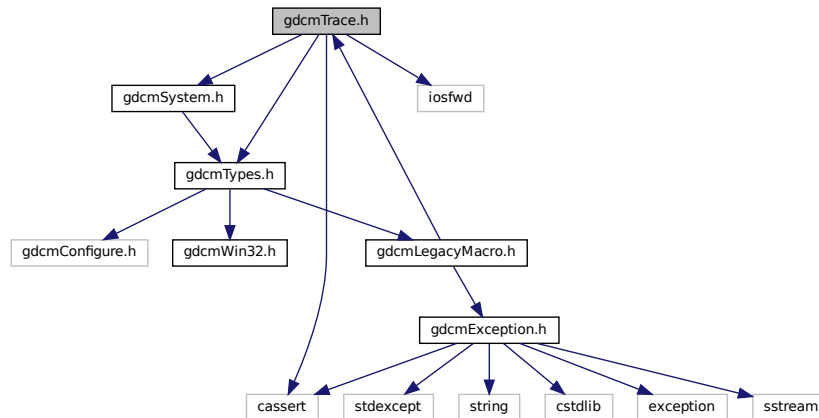 gdcmTrace.h
gdcmSystem.h
iosfwd
gdcmTypes.h
gdcmConfigure.h
gdcmWin32.h
gdcmLegacyMacro.h
gdcmException.h
cassert
stdexcept
string
cstdlib
exception
sstream